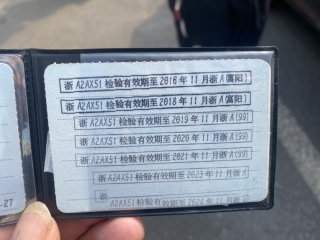 浙 A2AX51 检验有效期至 2016 年 11 月浙 A(富阳)
浙 A2AX51 检验有效期至 2018 年 11 月浙 A(富阳)
浙 A2AX51 检验有效期至 2019 年 11 月浙 A(99)
浙 A2AX51 检验有效期至 2020 年 11 月浙 A(99)
浙 A2AX51 检验有效期至 2021 年 11 月浙 A(99)
浙 A2AX51 检验有效期至 2023 年 11 月浙 A
浙 A2AX51 检验有效期至 2024 年 11 月浙 A
-27